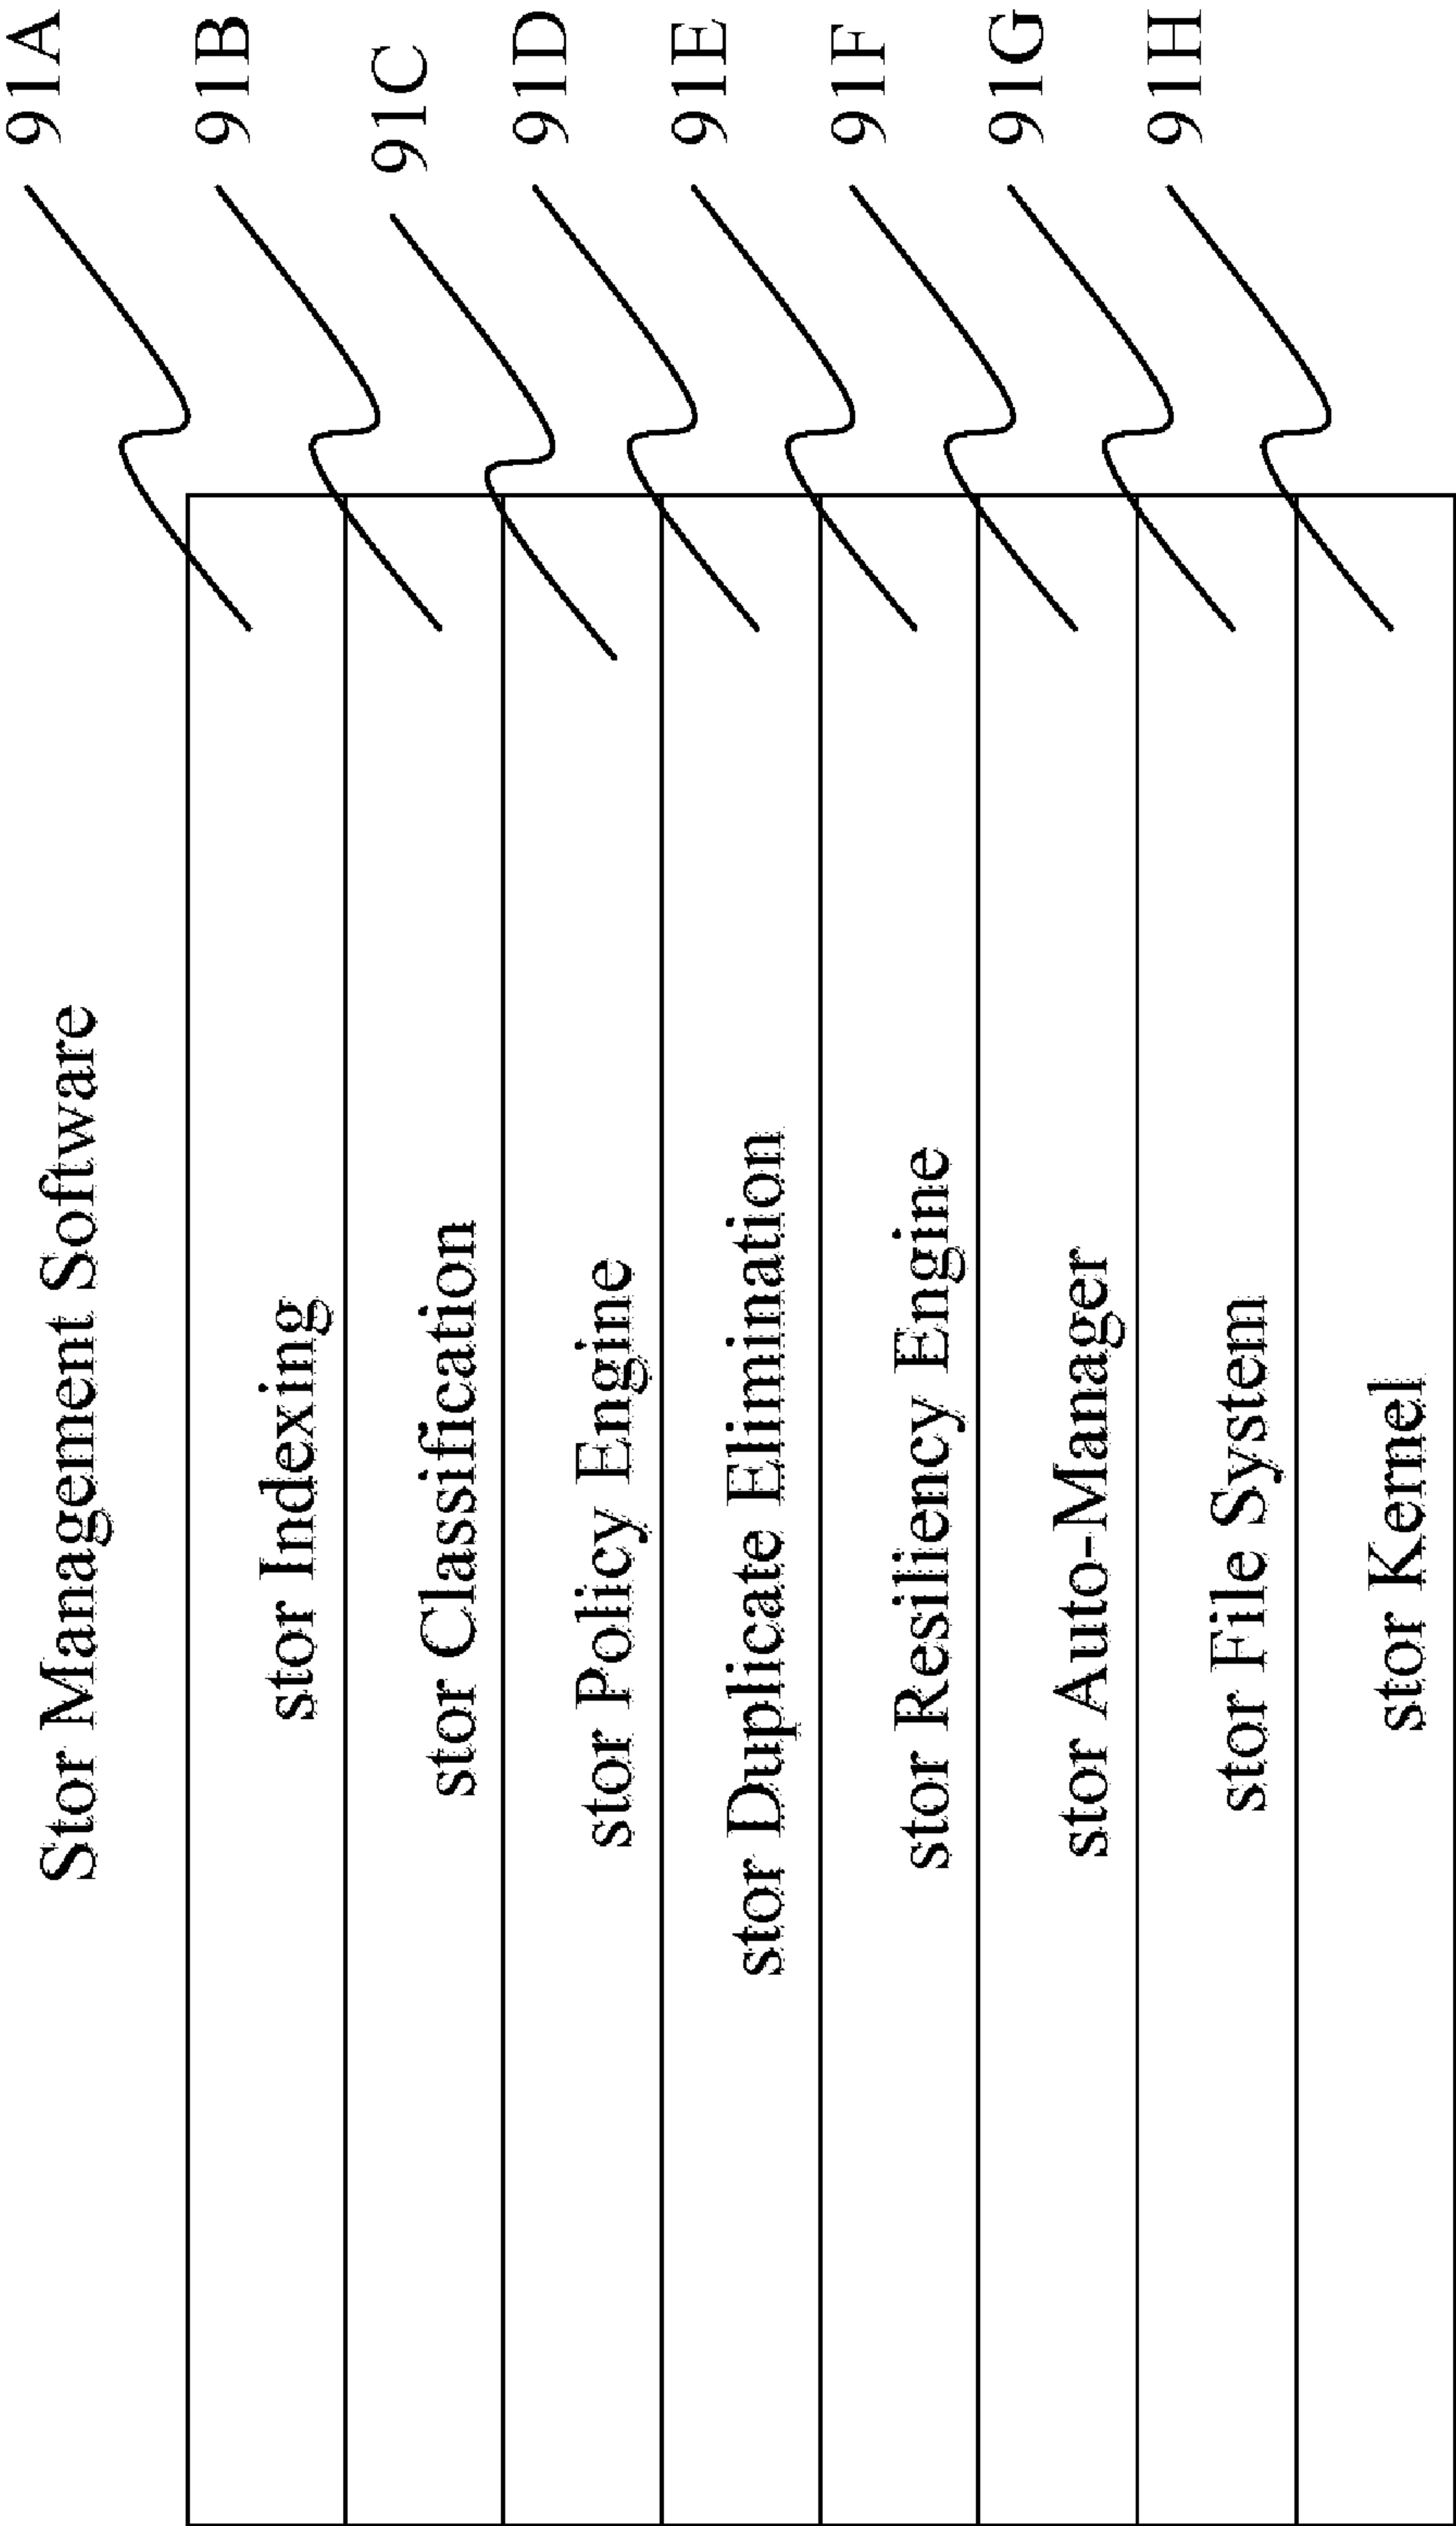 Stor Management Software
91A
stor Indexing
91B
stor Classification
91C
stor Policy Engine
91D
stor Duplicate Elimination
91E
stor Resiliency Engine
91F
stor Auto-Manager
91G
stor File System
91H
stor Kernel